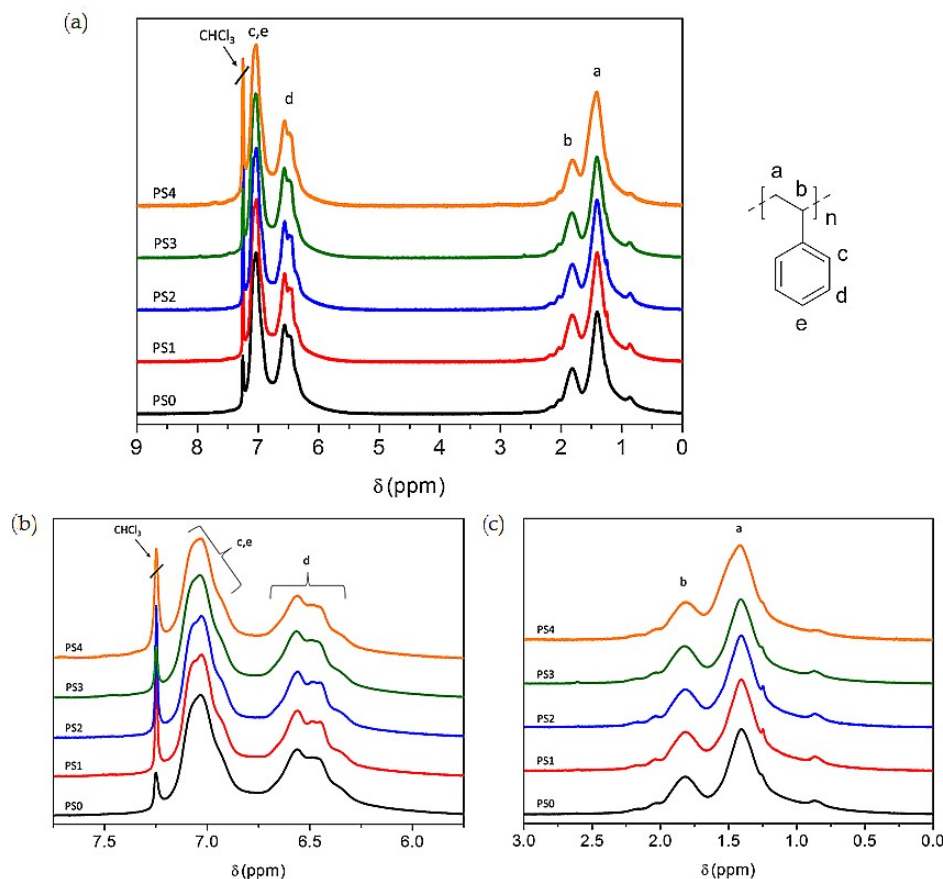 (a)
CHCl₃
c,e
d
b
a
PS4
PS3
PS2
PS1
PS0
9 8 7 6 5 4 3 2 1 0
δ (ppm)
a
b
n
c
d
e
(b)
CHCl₃
c,e
d
PS4
PS3
PS2
PS1
PS0
7.5 7.0 6.5 6.0
δ (ppm)
(c)
a
b
PS4
PS3
PS2
PS1
PS0
3.0 2.5 2.0 1.5 1.0 0.5 0.0
δ (ppm)